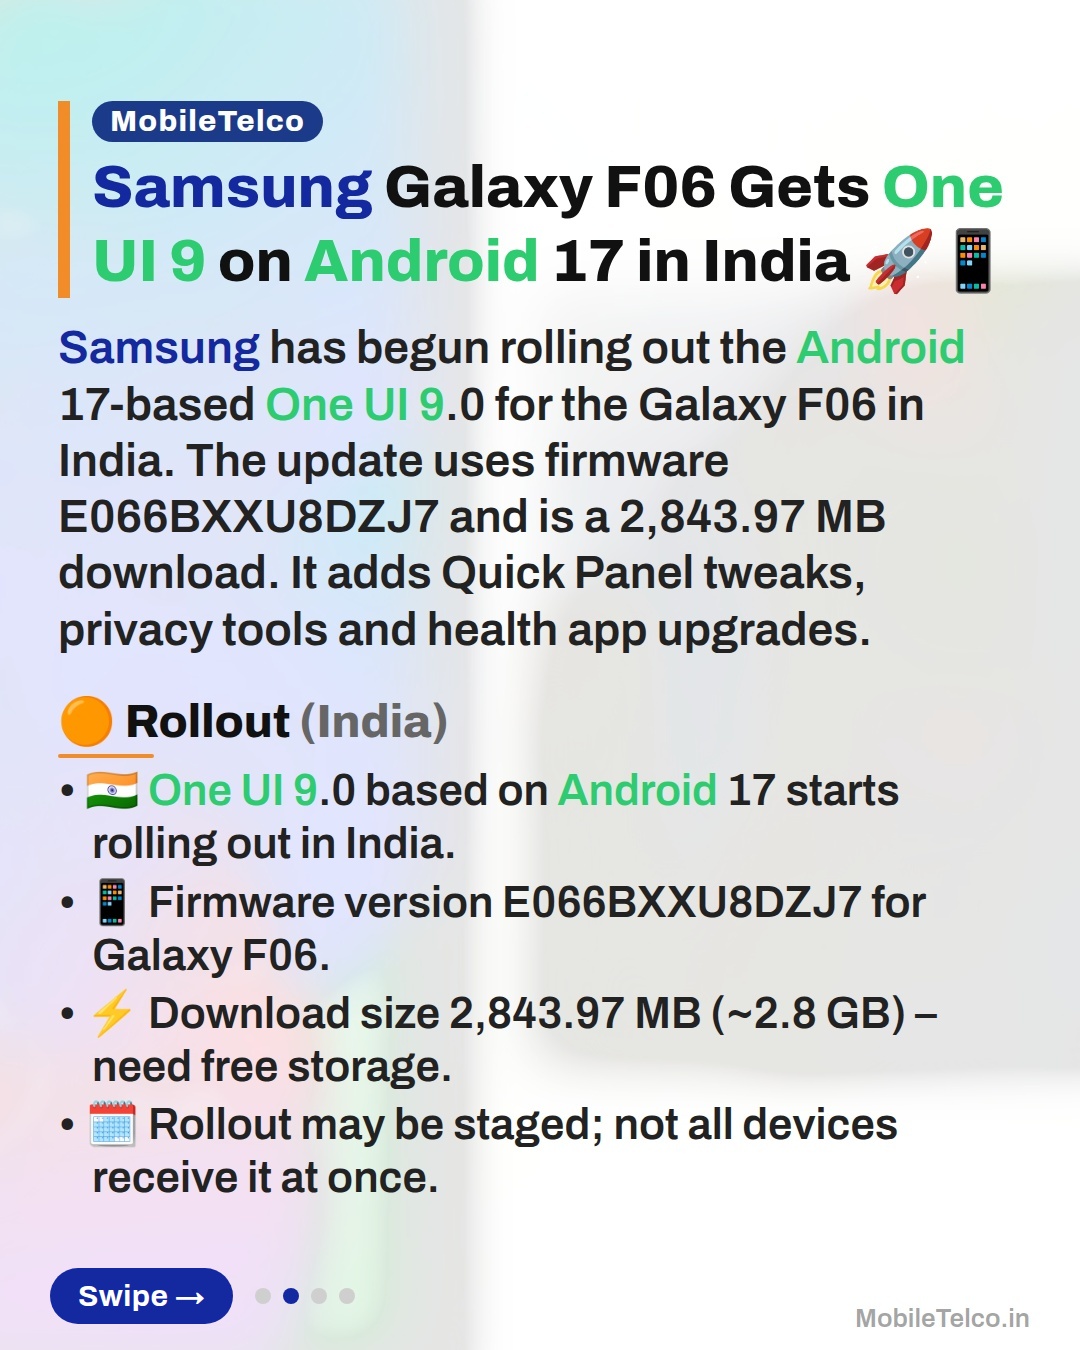 MobileTelco
Samsung Galaxy F06 Gets One
UI 9 on Android 17 in India 🚀📱
Samsung has begun rolling out the Android
17-based One UI 9.0 for the Galaxy F06 in
India. The update uses firmware
E066BXXU8DZJ7 and is a 2,843.97 MB
download. It adds Quick Panel tweaks,
privacy tools and health app upgrades.
🟠 Rollout (India)
• 🇮🇳 One UI 9.0 based on Android 17 starts
rolling out in India.
• 📱 Firmware version E066BXXU8DZJ7 for
Galaxy F06.
• ⚡ Download size 2,843.97 MB (~2.8 GB) –
need free storage.
• 🗓️ Rollout may be staged; not all devices
receive it at once.
Swipe →
MobileTelco.in